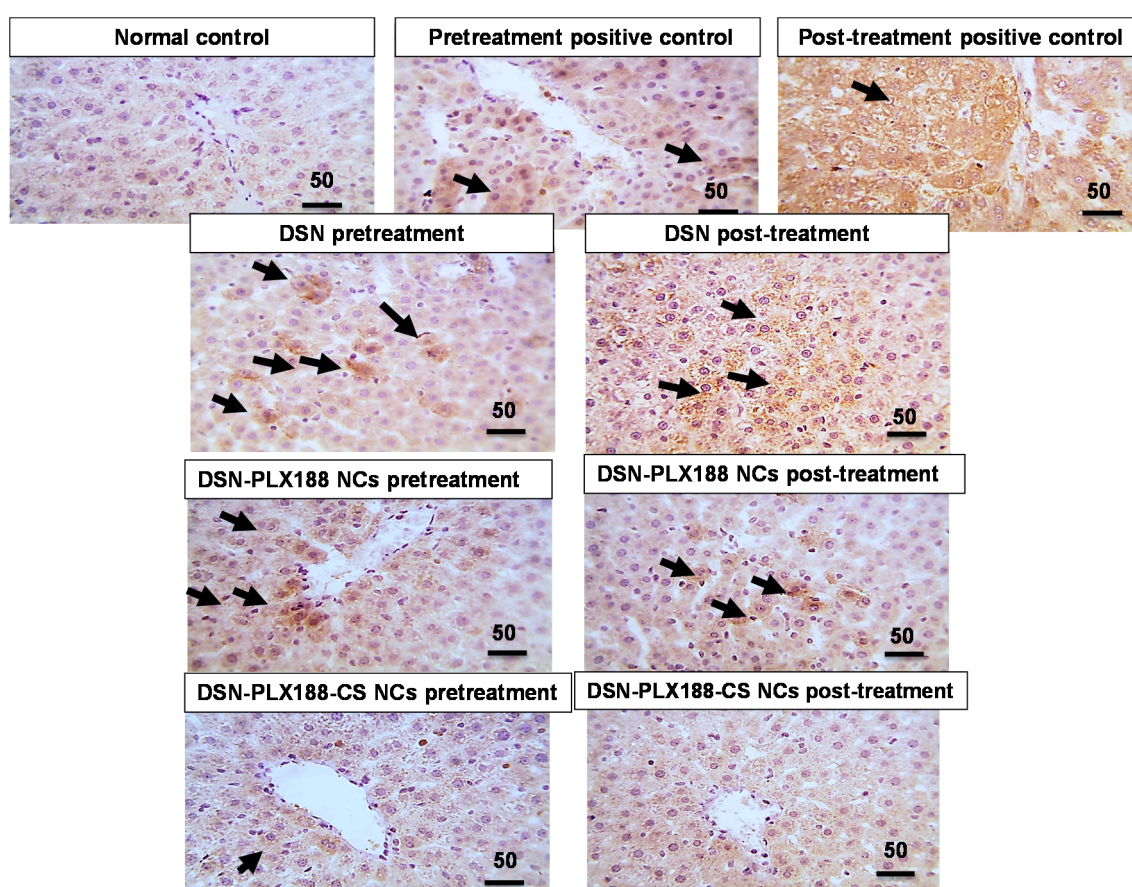 Normal control
Pretreatment positive control
Post-treatment positive control
50
50
50
DSN pretreatment
DSN post-treatment
50
50
DSN-PLX188 NCs pretreatment
DSN-PLX188 NCs post-treatment
50
50
DSN-PLX188-CS NCs pretreatment
DSN-PLX188-CS NCs post-treatment
50
50